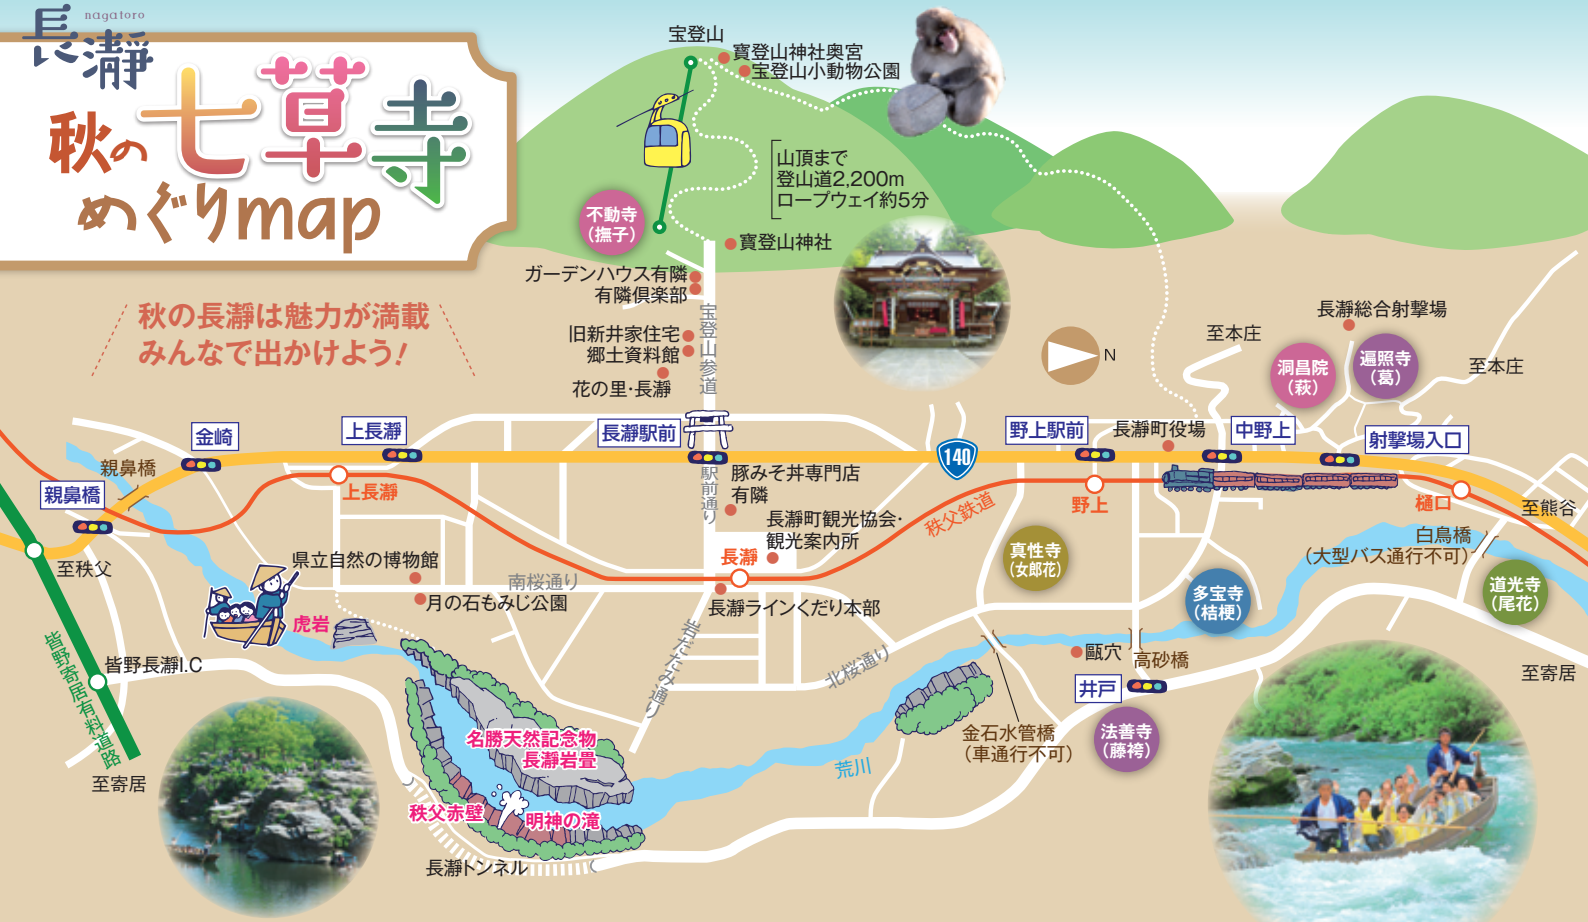 長瀞
nagatoro
秋の七草寺
めぐりmap
秋の長瀞は魅力が満載
みんなで出かけよう!
宝登山
寶登山神社奥宮
宝登山小動物公園
山頂まで
登山道2,200m
ロープウェイ約5分
不動寺
(撫子)
寶登山神社
ガーデンハウス有隣
有隣倶楽部
旧新井家住宅
郷土資料館
花の里・長瀞
宝登山参道
N
長瀞総合射撃場
至本庄
洞昌院
(萩)
遍照寺
(葛)
至本庄
金崎
上長瀞
長瀞駅前
野上駅前
長瀞町役場
中野上
射撃場入口
140
親鼻橋
親鼻橋
上長瀞
駅前通り
豚みそ丼専門店
有隣
長瀞町観光協会・
観光案内所
秩父鉄道
野上
樋口
至熊谷
白鳥橋
(大型バス通行不可)
至秩父
県立自然の博物館
月の石もみじ公園
南桜通り
長瀞
長瀞ラインくだり本部
真性寺
(女郎花)
多宝寺
(桔梗)
道光寺
(尾花)
虎岩
皆野寄居有料道路
皆野長瀞I.C
岩だたみ通り
北桜通り
甌穴
高砂橋
井戸
至寄居
金石水管橋
(車通行不可)
法善寺
(藤袴)
名勝天然記念物
長瀞岩畳
荒川
至寄居
秩父赤壁
明神の滝
長瀞トンネル